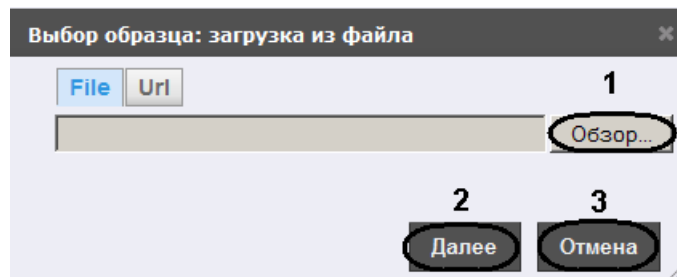 Выбор образца: загрузка из файла
File Url
1
Обзор...
2 3
Далее Отмена